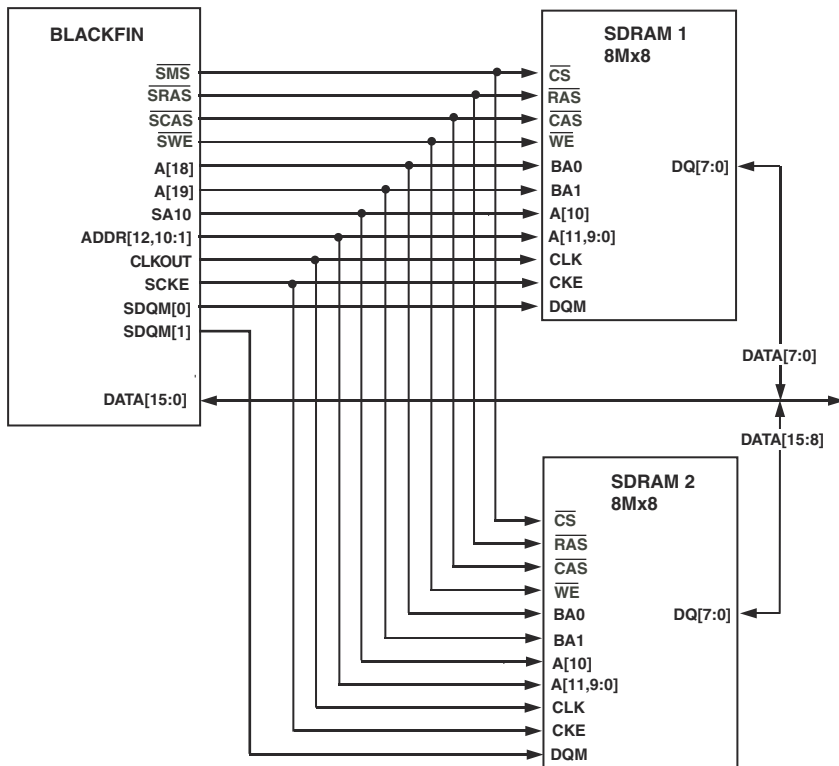 BLACKFIN
SMS
SRAS
SCAS
SWE
A[18]
A[19]
SA10
ADDR[12,10:1]
CLKOUT
SCKE
SDQM[0]
SDQM[1]
DATA[15:0]
SDRAM 1
8Mx8
CS
RAS
CAS
WE
BA0
BA1
A[10]
A[11,9:0]
CLK
CKE
DQM
DQ[7:0]
DATA[7:0]
DATA[15:8]
SDRAM 2
8Mx8
CS
RAS
CAS
WE
BA0
BA1
A[10]
A[11,9:0]
CLK
CKE
DQM
DQ[7:0]